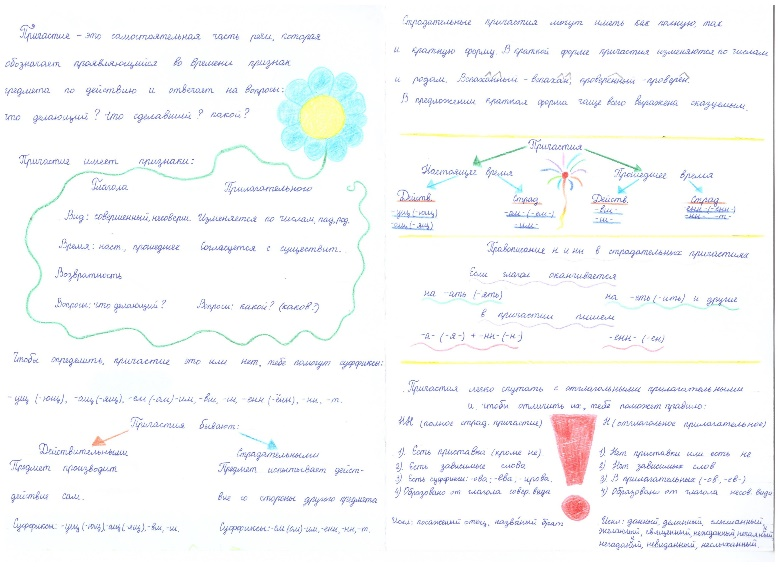 Причастие – это самостоятельная часть речи, которая
обозначает проявляющийся во времени признак
предмета по действию и отвечает на вопросы:
что делающий? что сделавший? какой?
Причастие имеет признаки:
Глагола Прилагательного
Вид: совершенный, несоверш. Изменяется по числам, пад, род.
Время: наст, прошедшее Согласуется с существит.
Возвратность
Вопросы: что делающий? Вопросы: какой? (каков?)
Чтобы определить, причастие это или нет, тебе помогут суффиксы:
-ущ (-ющ), -ащ (-ящ), -ем (-ом)-им, -вш, -ш, -енн (-ённ), -нн, -т.
Причастия бывают:
Действительными Страдательными
Предмет производит Предмет испытывает дейст-
действие сам. вие со стороны другого предмета
Суффиксы: -ущ (-ющ), ащ (ящ), -вш, -ш. Суффиксы: -ем (ом)-им, -енн, -нн, -т.
Страдательные причастия могут иметь как полную, так
и краткую форму. В краткой форме причастия изменяются по числам
и родам. Вспаханный - вспахан, проверенный - проверен.
В предложении краткая форма чаще всего выражена сказуемым.
Причастия
Настоящее время Прошедшее время
Действ. Страд. Действ. Страд.
-ущ (-ющ) -ем- (-ом-) -вш- -енн- (-ённ-)
-ащ (-ящ) -им- -ш- -нн- -т-
Правописание н и нн в страдательных причастиях
Если глагол оканчивается
на -ать (-ять) на -еть (-ить) и другие
в причастии пишем
-а- (-я-) + -нн- (-н-) -енн- (-ен)
Причастия легко спутать с отглагольными прилагательными
и чтобы отличить их, тебе поможет правило:
НН (полное страд. причастие) Н (отглагольное прилагательное)
1) Есть приставка (кроме не) 1) Нет приставки или есть не
2) Есть зависимые слова 2) Нет зависимых слов
3) Есть суффикс: -ова-, -ева-, -ирова. 3) В прилагательных (-ов, -ев-)
4) Образовано от глагола совер. вида 4) Образовали от глагола несов. вида
Искл: посаженый отец, названый брат Искл: данный, деланный, слышанный,
желанный, священный, нежданный, нечаянный,
негаданный, невиданный, неслыханный.